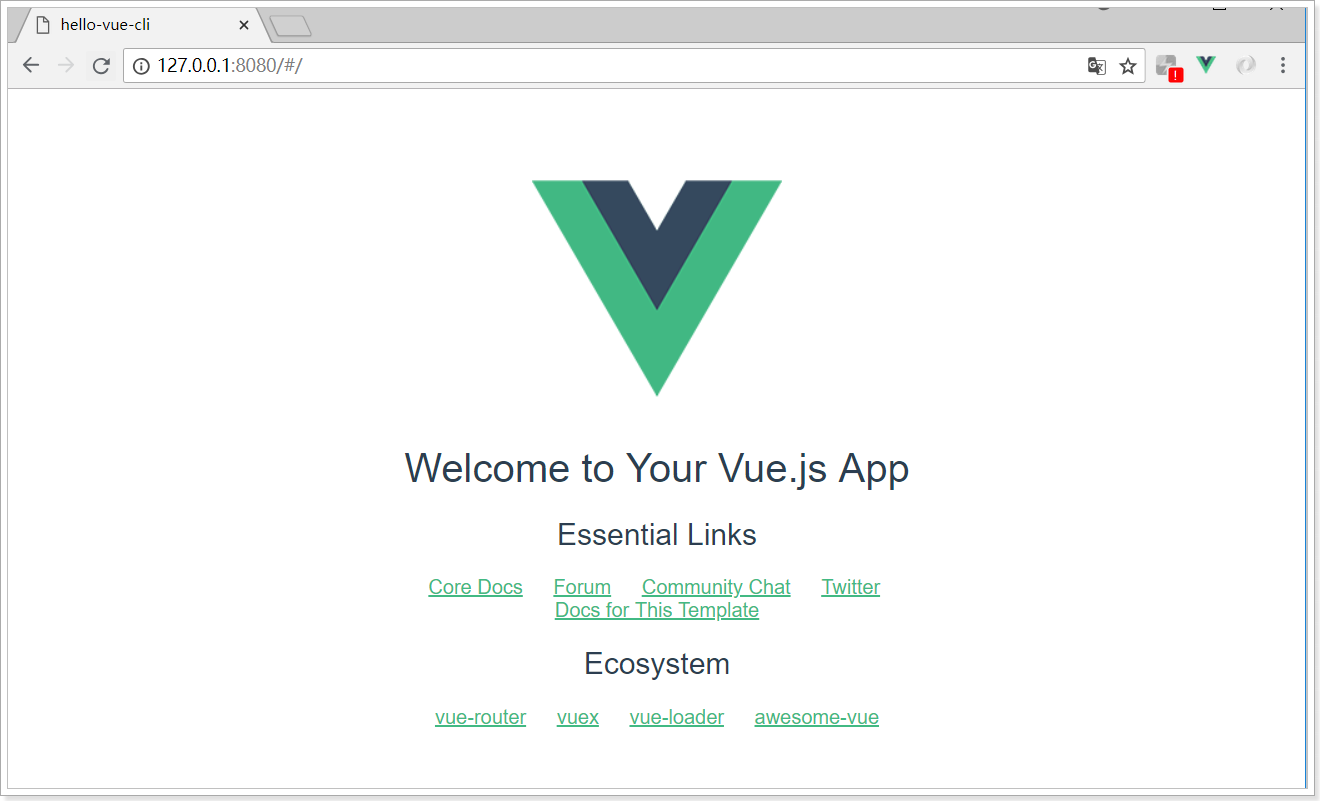 hello-vue-cli
127.0.0.1:8080/#/
Welcome to Your Vue.js App
Essential Links
Core Docs Forum Community Chat Twitter
Docs for This Template
Ecosystem
vue-router vuex vue-loader awesome-vue